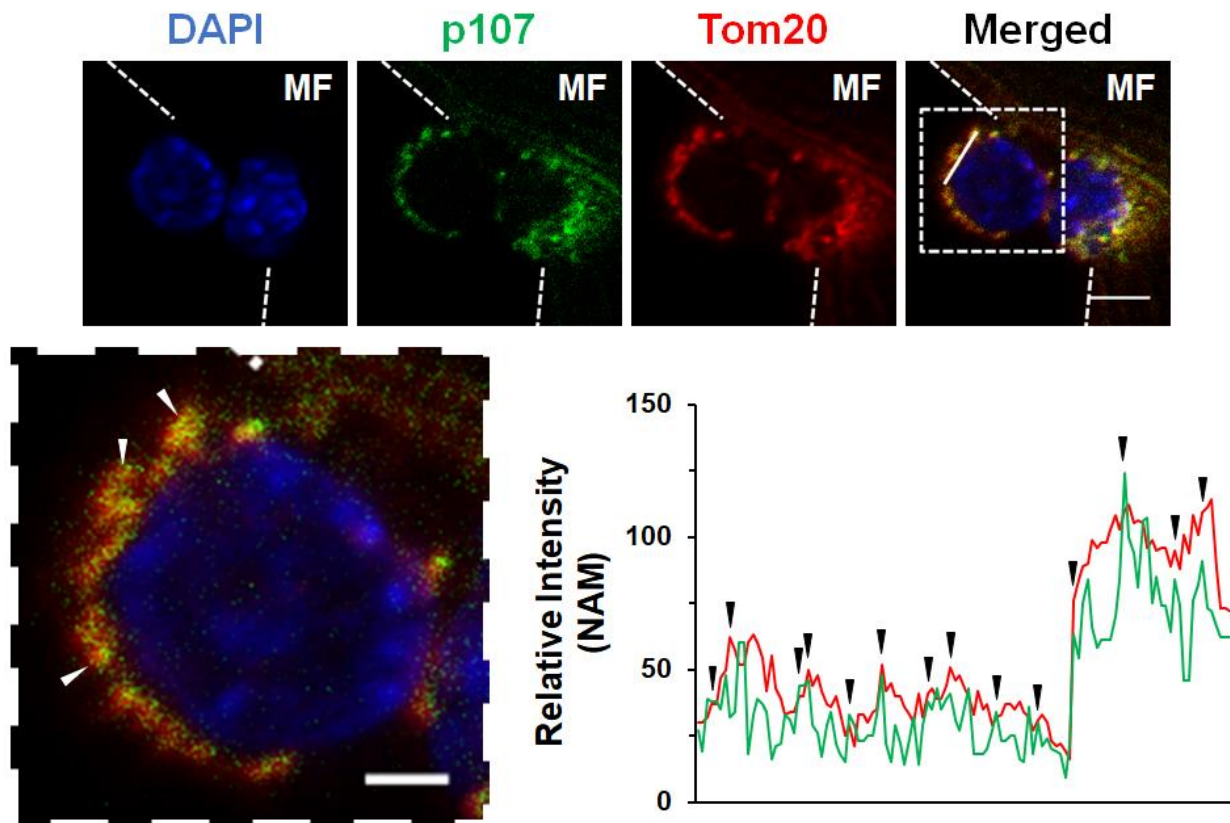 DAPI p107 Tom20 Merged
MF MF MF MF
Relative Intensity
(NAM)
150
100
50
0